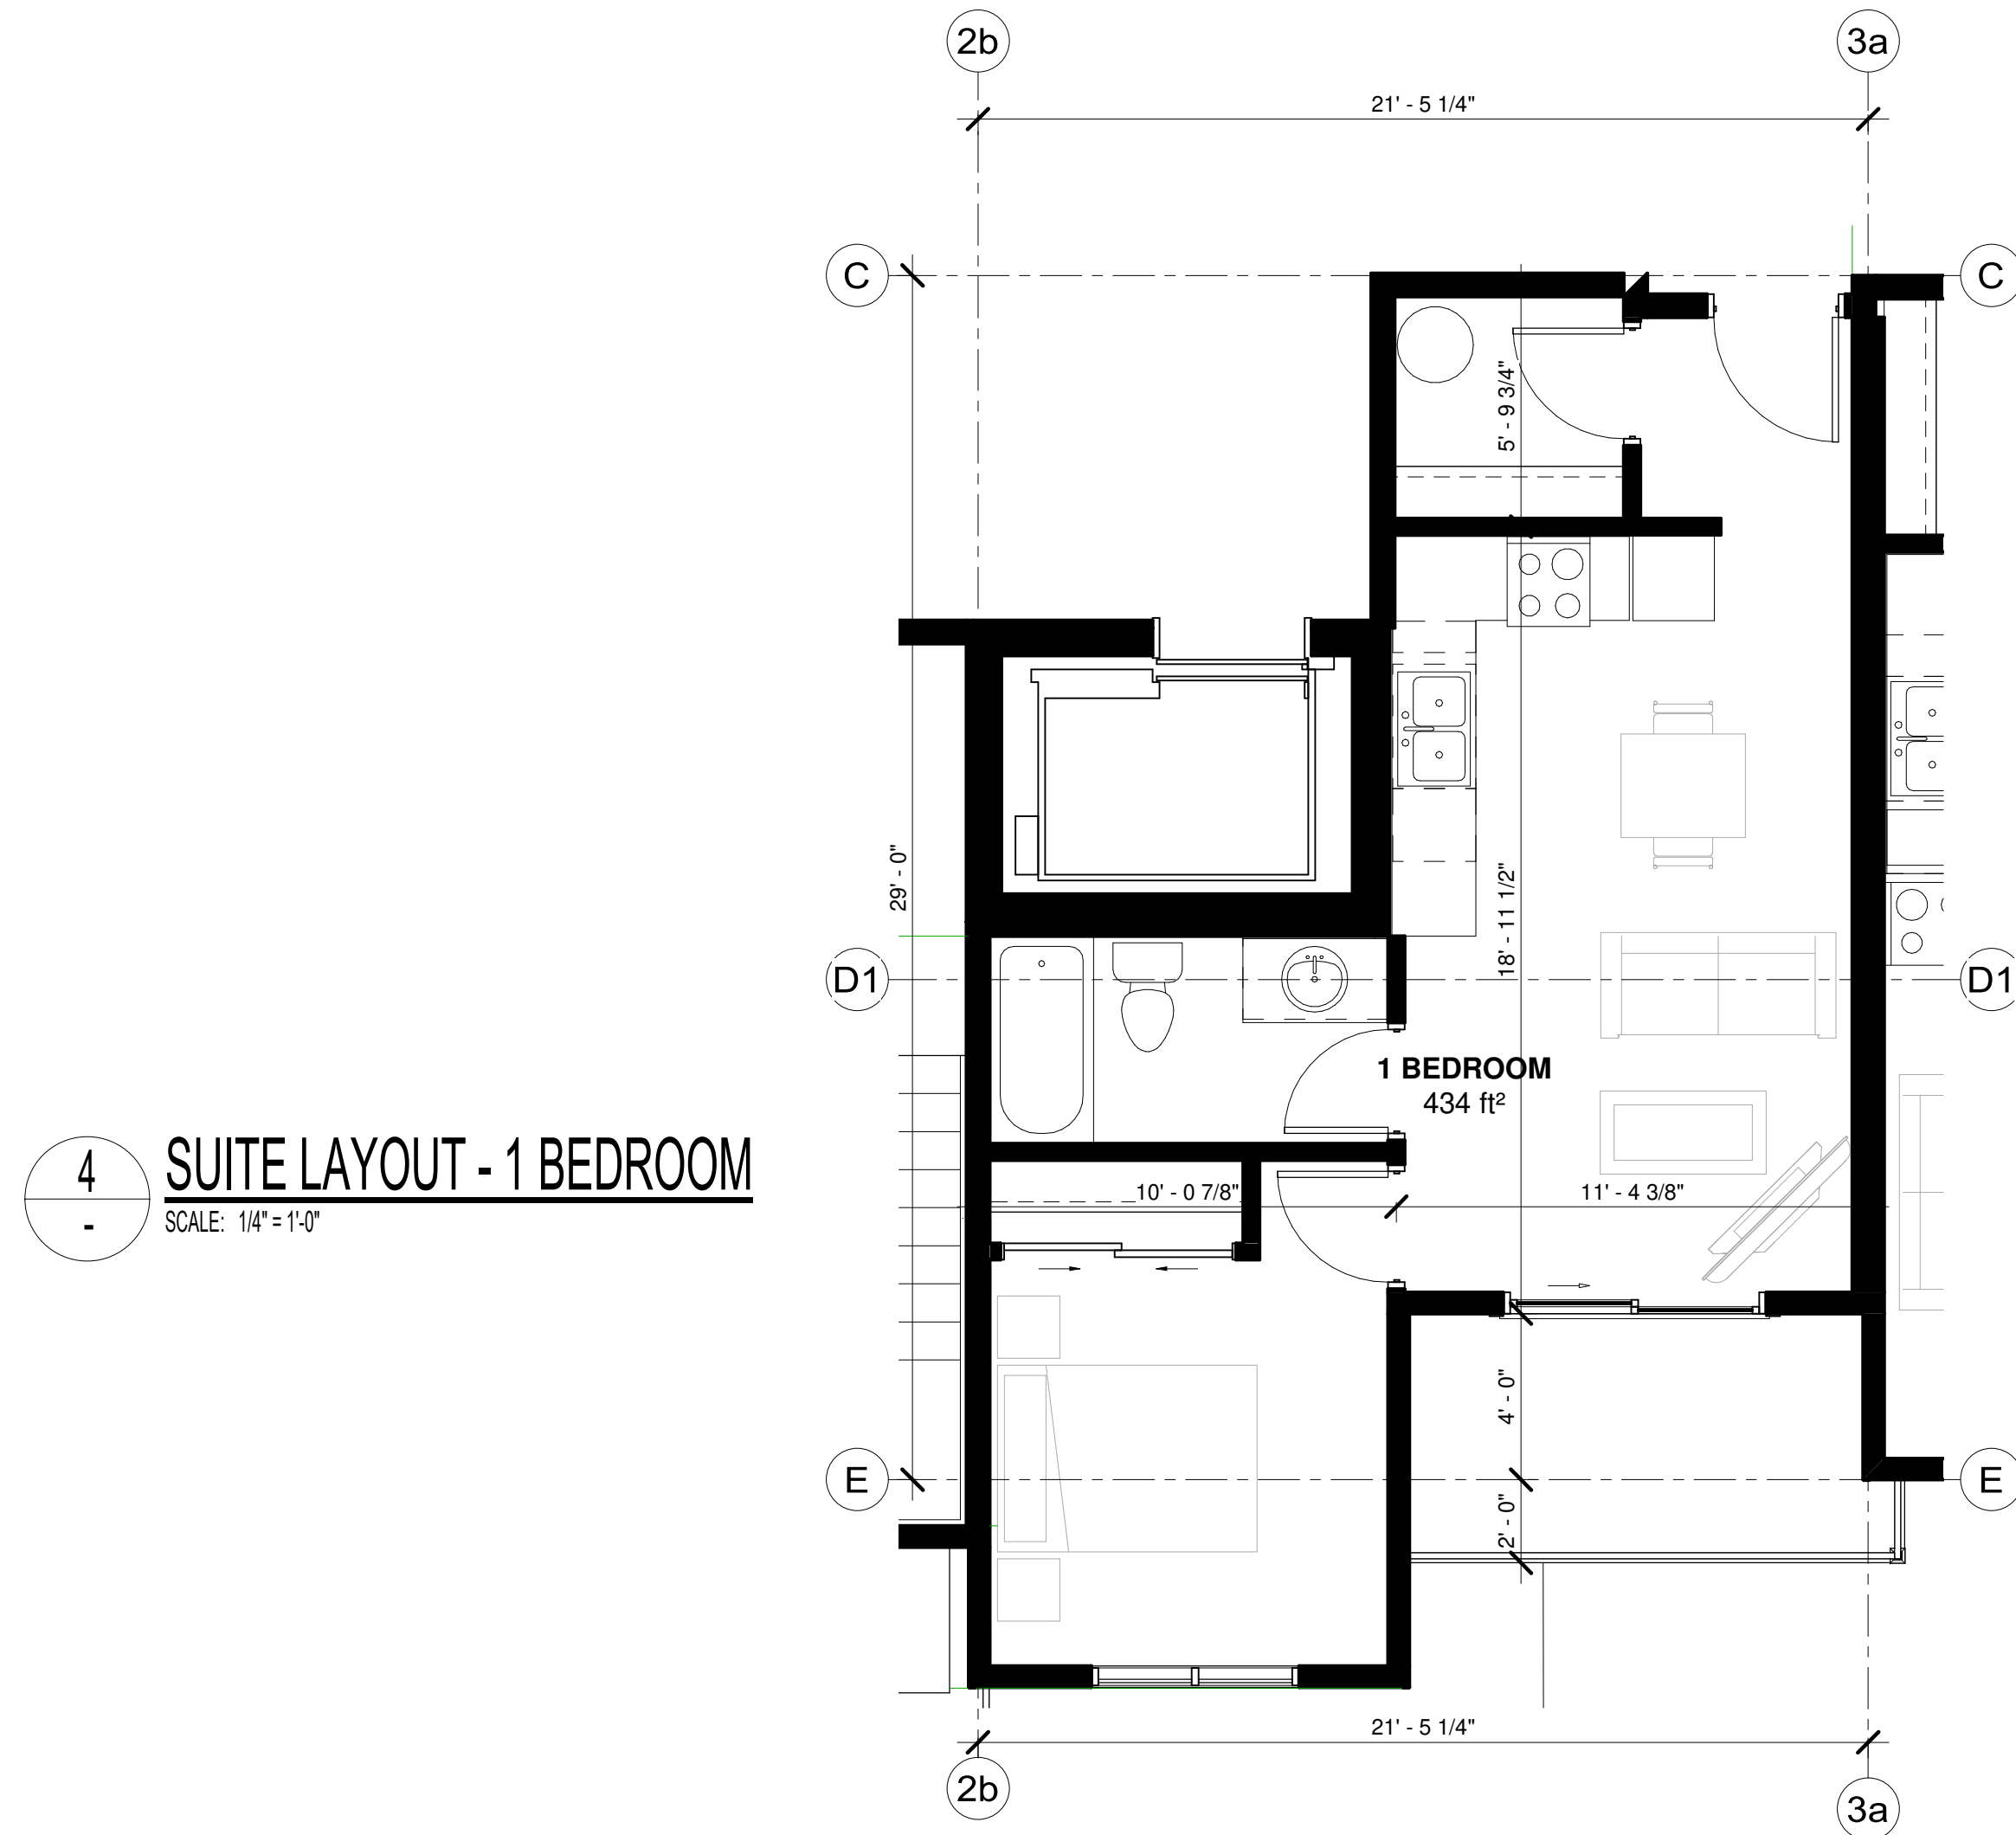 2b
3a
21' - 5 1/4"
C
C
5' - 9 3/4"
29' - 0"
18' - 11 1/2"
D1
D1
1 BEDROOM
434 ft²
4
-
SUITE LAYOUT - 1 BEDROOM
SCALE: 1/4" = 1'-0"
10' - 0 7/8"
11' - 4 3/8"
4' - 0"
E
E
2' - 0"
21' - 5 1/4"
2b
3a